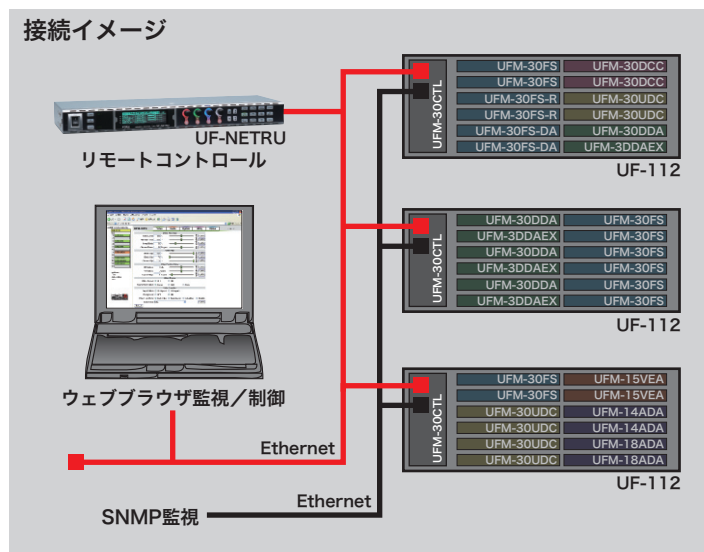 接続イメージ
UF-NETRU
リモートコントロール
ウェブブラウザ監視／制御
Ethernet
Ethernet
SNMP監視
UFM-30CTL
UFM-30FS UFM-30DCC
UFM-30FS UFM-30DCC
UFM-30FS-R UFM-30UDC
UFM-30FS-R UFM-30UDC
UFM-30FS-DA UFM-30DDA
UFM-30FS-DA UFM-3DDAEX
UF-112
UFM-30CTL
UFM-30DDA UFM-30FS
UFM-3DDAEX UFM-30FS
UFM-30DDA UFM-30FS
UFM-3DDAEX UFM-30FS
UFM-30DDA UFM-30FS
UFM-3DDAEX UFM-30FS
UF-112
UFM-30CTL
UFM-30FS UFM-15VEA
UFM-30FS UFM-15VEA
UFM-30UDC UFM-14ADA
UFM-30UDC UFM-14ADA
UFM-30UDC UFM-18ADA
UFM-30UDC UFM-18ADA
UF-112